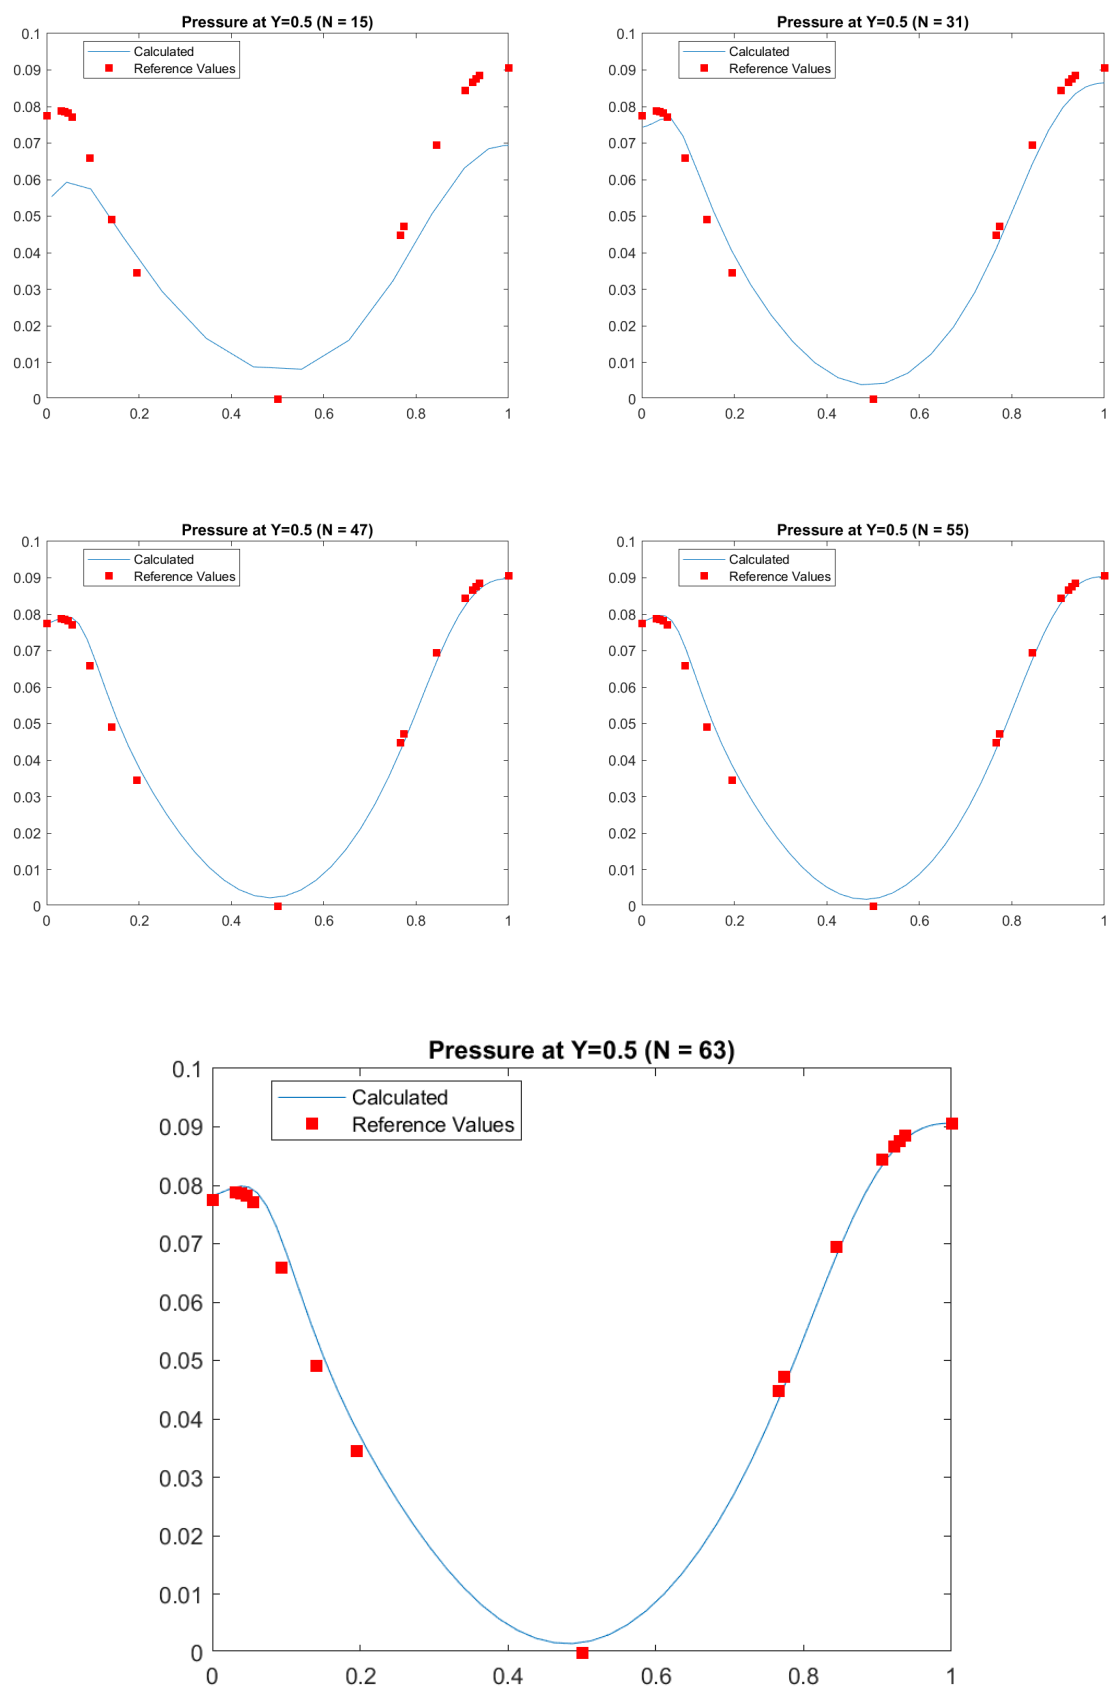 Pressure at Y=0.5 (N = 15)
Calculated
Reference Values
0.1
0.09
0.08
0.07
0.06
0.05
0.04
0.03
0.02
0.01
0
0 0.2 0.4 0.6 0.8 1
Pressure at Y=0.5 (N = 31)
Calculated
Reference Values
0.1
0.09
0.08
0.07
0.06
0.05
0.04
0.03
0.02
0.01
0
0 0.2 0.4 0.6 0.8 1
Pressure at Y=0.5 (N = 47)
Calculated
Reference Values
0.1
0.09
0.08
0.07
0.06
0.05
0.04
0.03
0.02
0.01
0
0 0.2 0.4 0.6 0.8 1
Pressure at Y=0.5 (N = 55)
Calculated
Reference Values
0.1
0.09
0.08
0.07
0.06
0.05
0.04
0.03
0.02
0.01
0
0 0.2 0.4 0.6 0.8 1
Pressure at Y=0.5 (N = 63)
Calculated
Reference Values
0.1
0.09
0.08
0.07
0.06
0.05
0.04
0.03
0.02
0.01
0
0 0.2 0.4 0.6 0.8 1